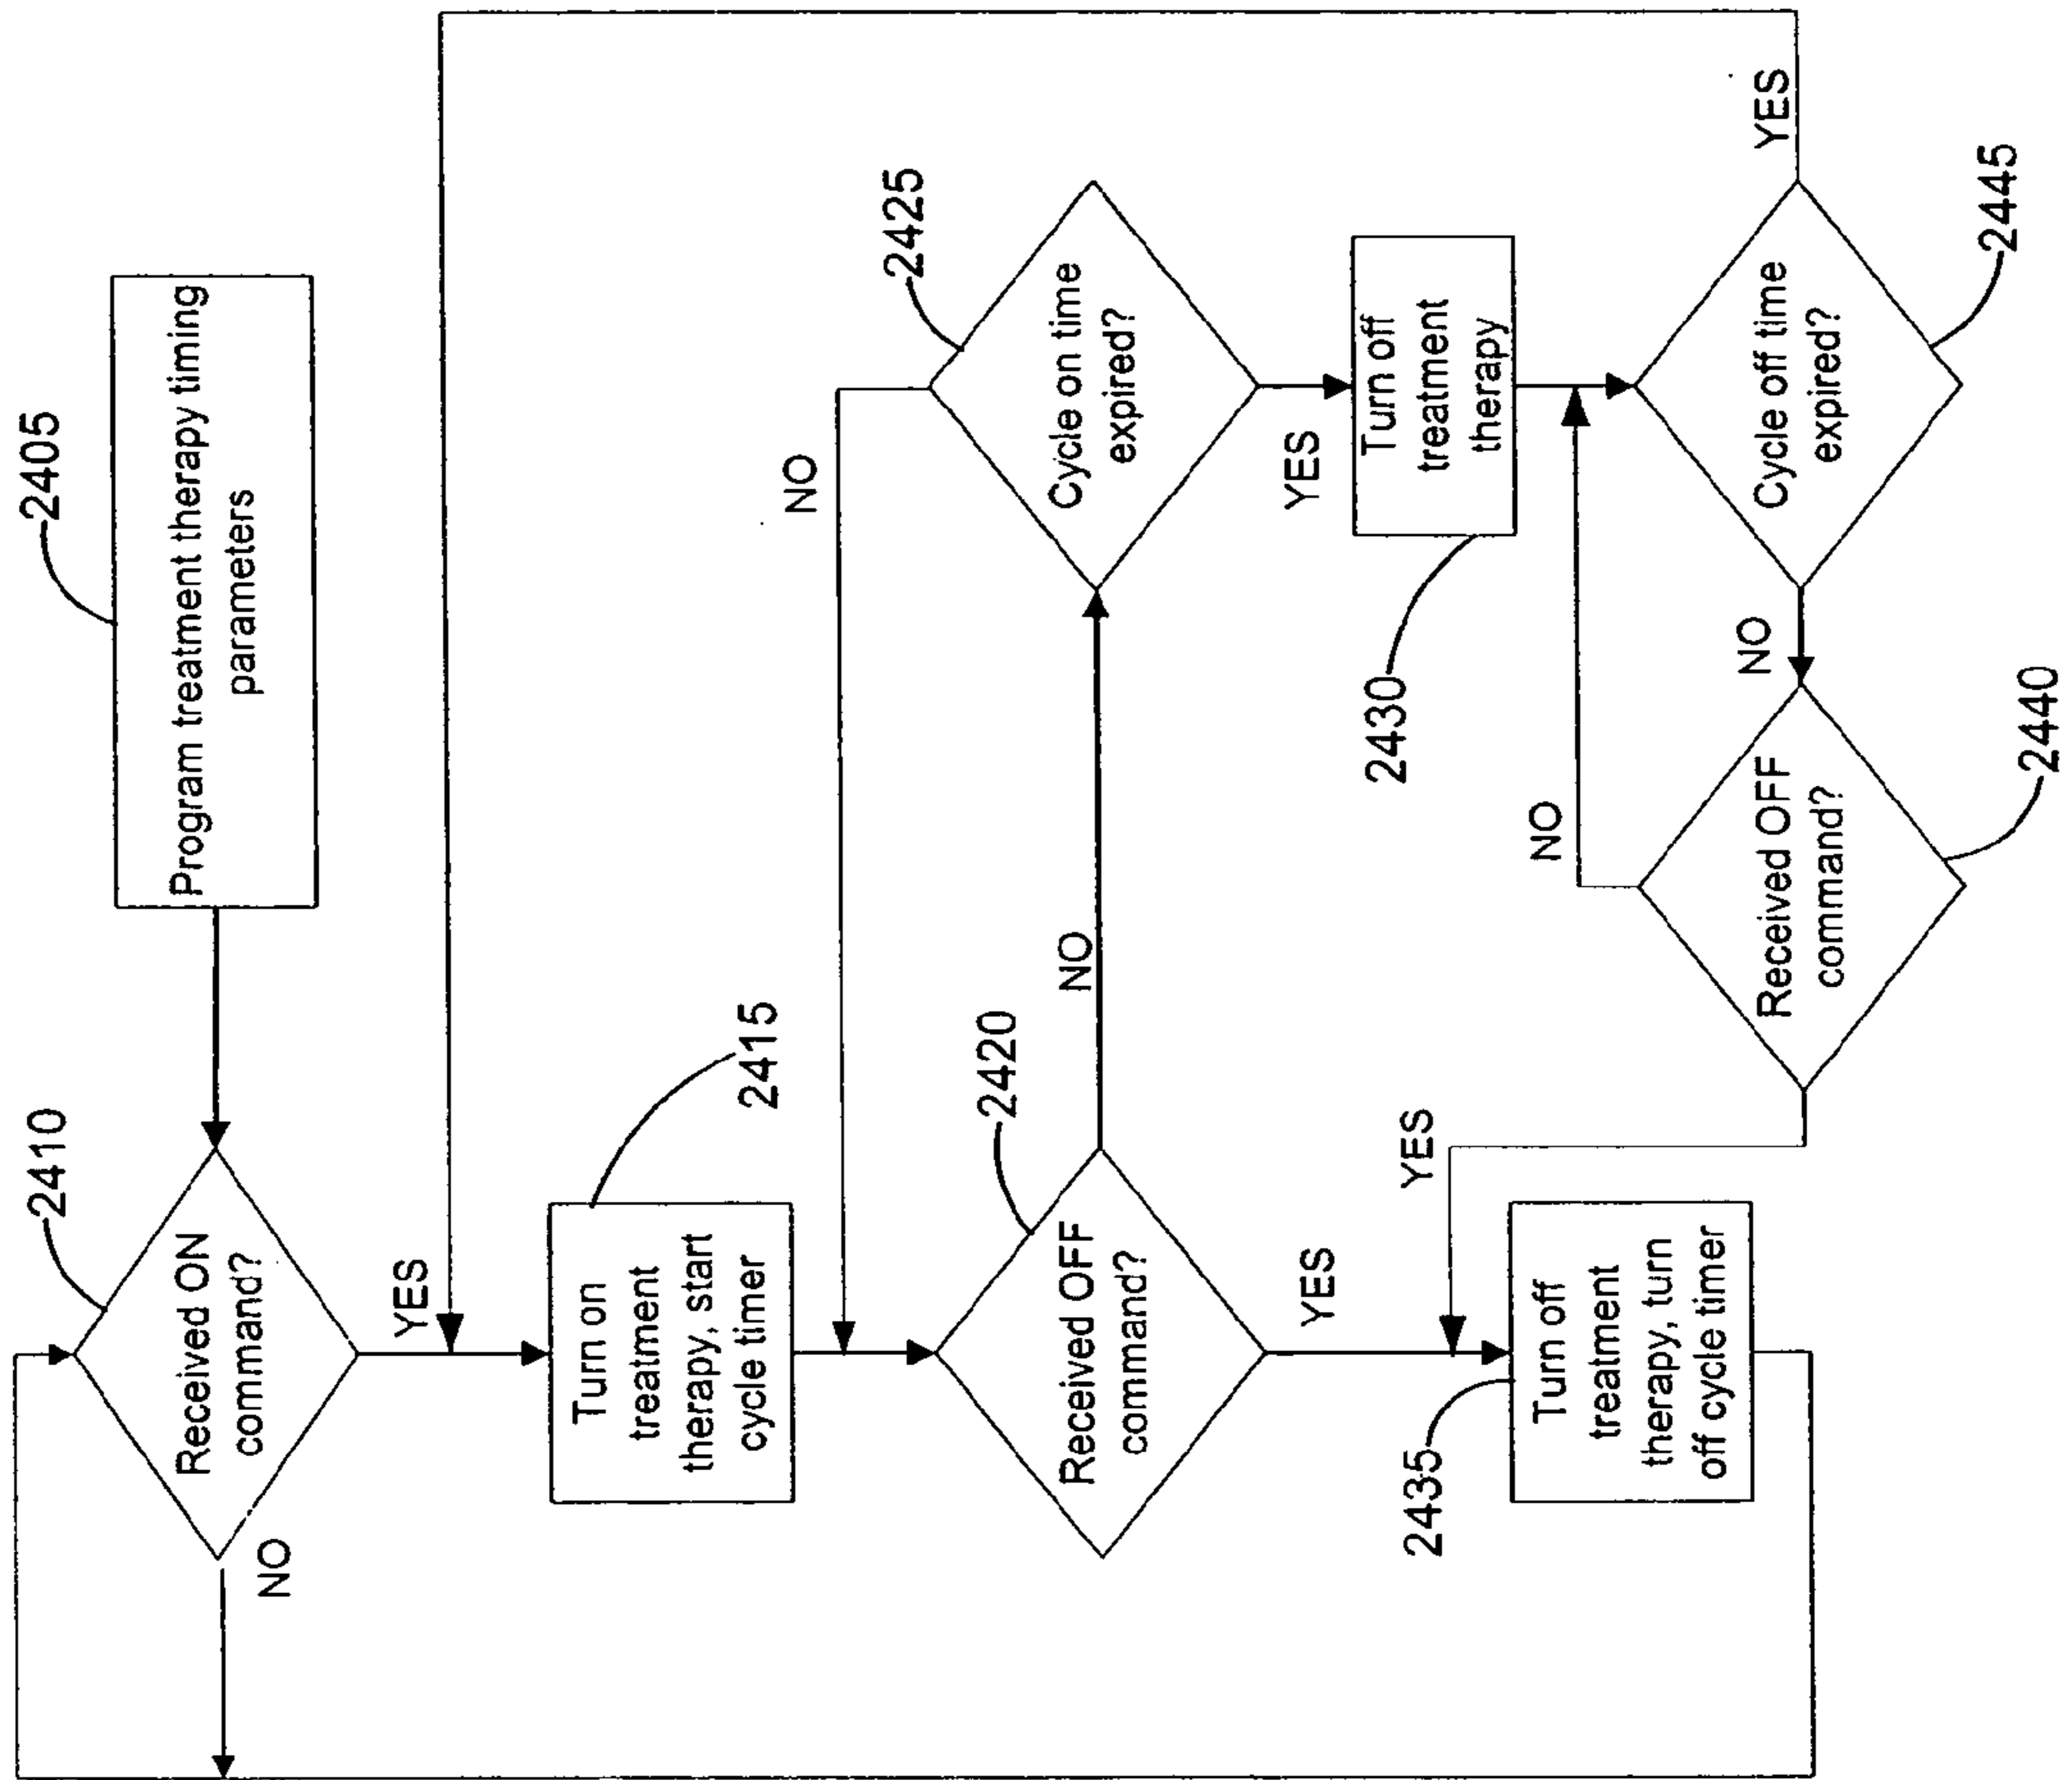 2405
Program treatment therapy timing
parameters
2410
Received ON
command?
NO
YES
2415
Turn on
treatment
therapy, start
cycle timer
2420
Received OFF
command?
NO
YES
2425
Cycle on time
expired?
NO
YES
2430
Turn off
treatment
therapy
2435
Turn off
treatment
therapy, turn
off cycle timer
2440
Received OFF
command?
YES
NO
2445
Cycle off time
expired?
NO
YES